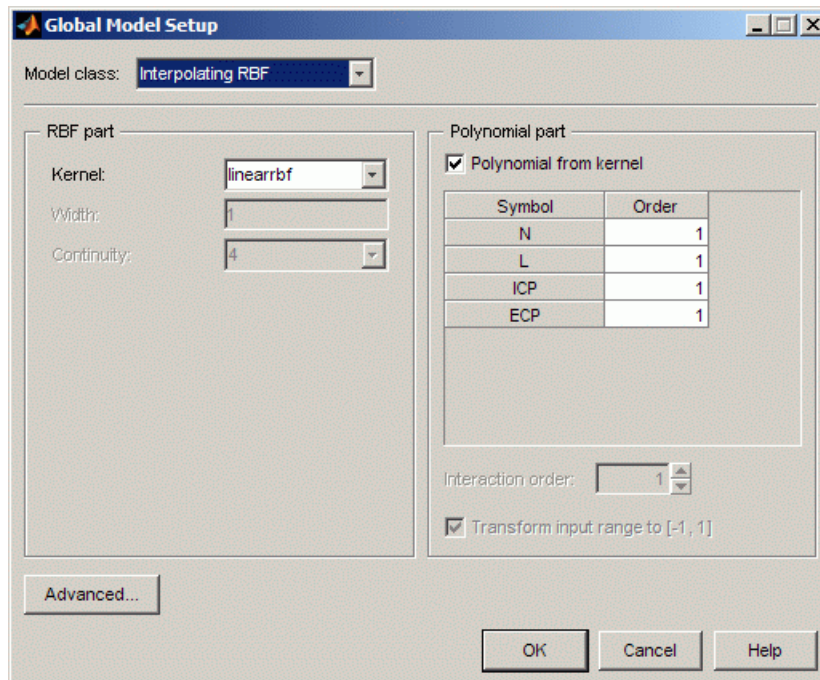 Global Model Setup
Model class: Interpolating RBF
RBF part
Kernel: linearrbf
Width: 1
Continuity: 4
Polynomial part
Polynomial from kernel
Symbol Order
N 1
L 1
ICP 1
ECP 1
Interaction order: 1
Transform input range to [-1, 1]
Advanced...
OK Cancel Help